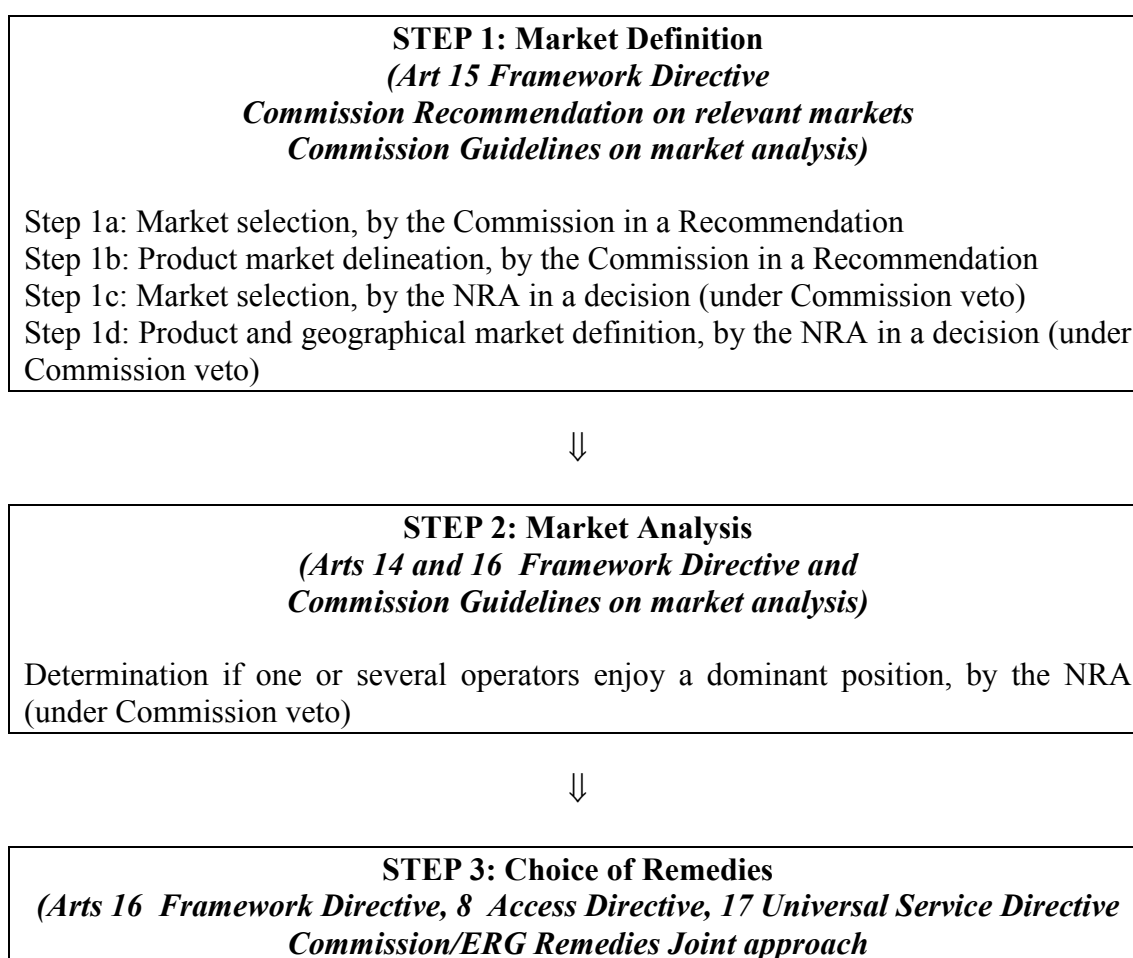 STEP 1: Market Definition
(Art 15 Framework Directive
Commission Recommendation on relevant markets
Commission Guidelines on market analysis)
Step 1a: Market selection, by the Commission in a Recommendation
Step 1b: Product market delineation, by the Commission in a Recommendation
Step 1c: Market selection, by the NRA in a decision (under Commission veto)
Step 1d: Product and geographical market definition, by the NRA in a decision (under
Commission veto)
⇓
STEP 2: Market Analysis
(Arts 14 and 16 Framework Directive and
Commission Guidelines on market analysis)
Determination if one or several operators enjoy a dominant position, by the NRA
(under Commission veto)
⇓
STEP 3: Choice of Remedies
(Arts 16 Framework Directive, 8 Access Directive, 17 Universal Service Directive
Commission/ERG Remedies Joint approach